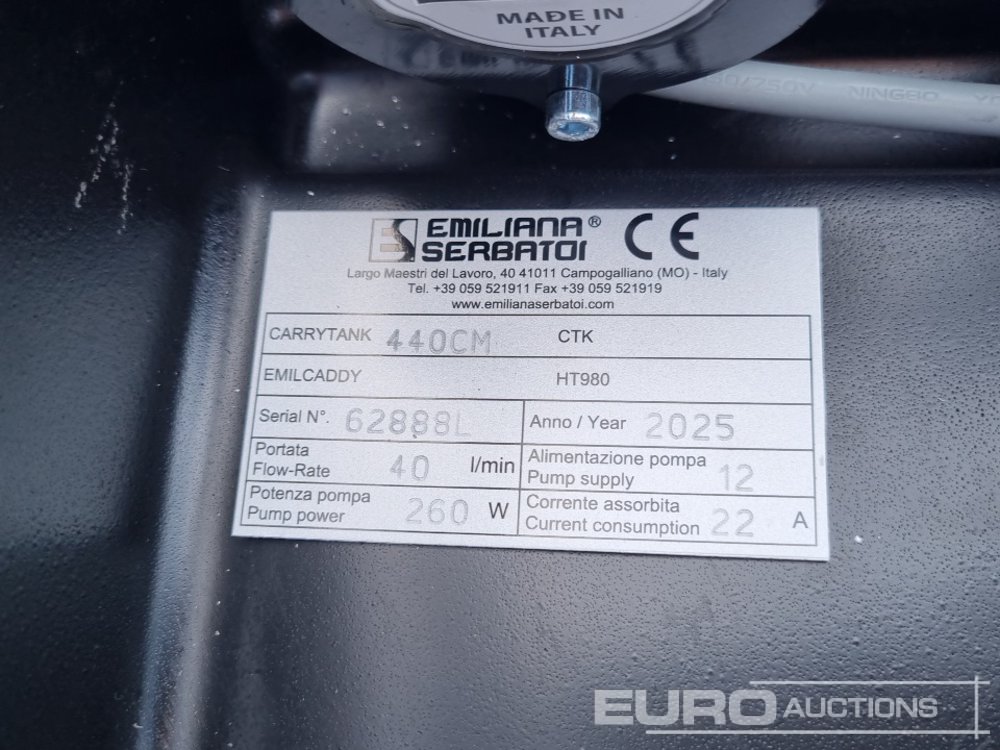 MADE IN
ITALY
50/750V NINGBO
EMILIANA®
SERBATOI
CE
Largo Maestri del Lavoro, 40 41011 Campogalliano (MO) - Italy
Tel. +39 059 521911 Fax +39 059 521919
www.emilianaserbatoi.com
CARRYTANK 440CM CTK
EMILCADDY HT980
Serial N°. 62888L Anno / Year 2025
Portata
Flow-Rate 40 l/min
Alimentazione pompa
Pump supply 12
Potenza pompa
Pump power 260 W
Corrente assorbita
Current consumption 22 A
EURO AUCTIONS